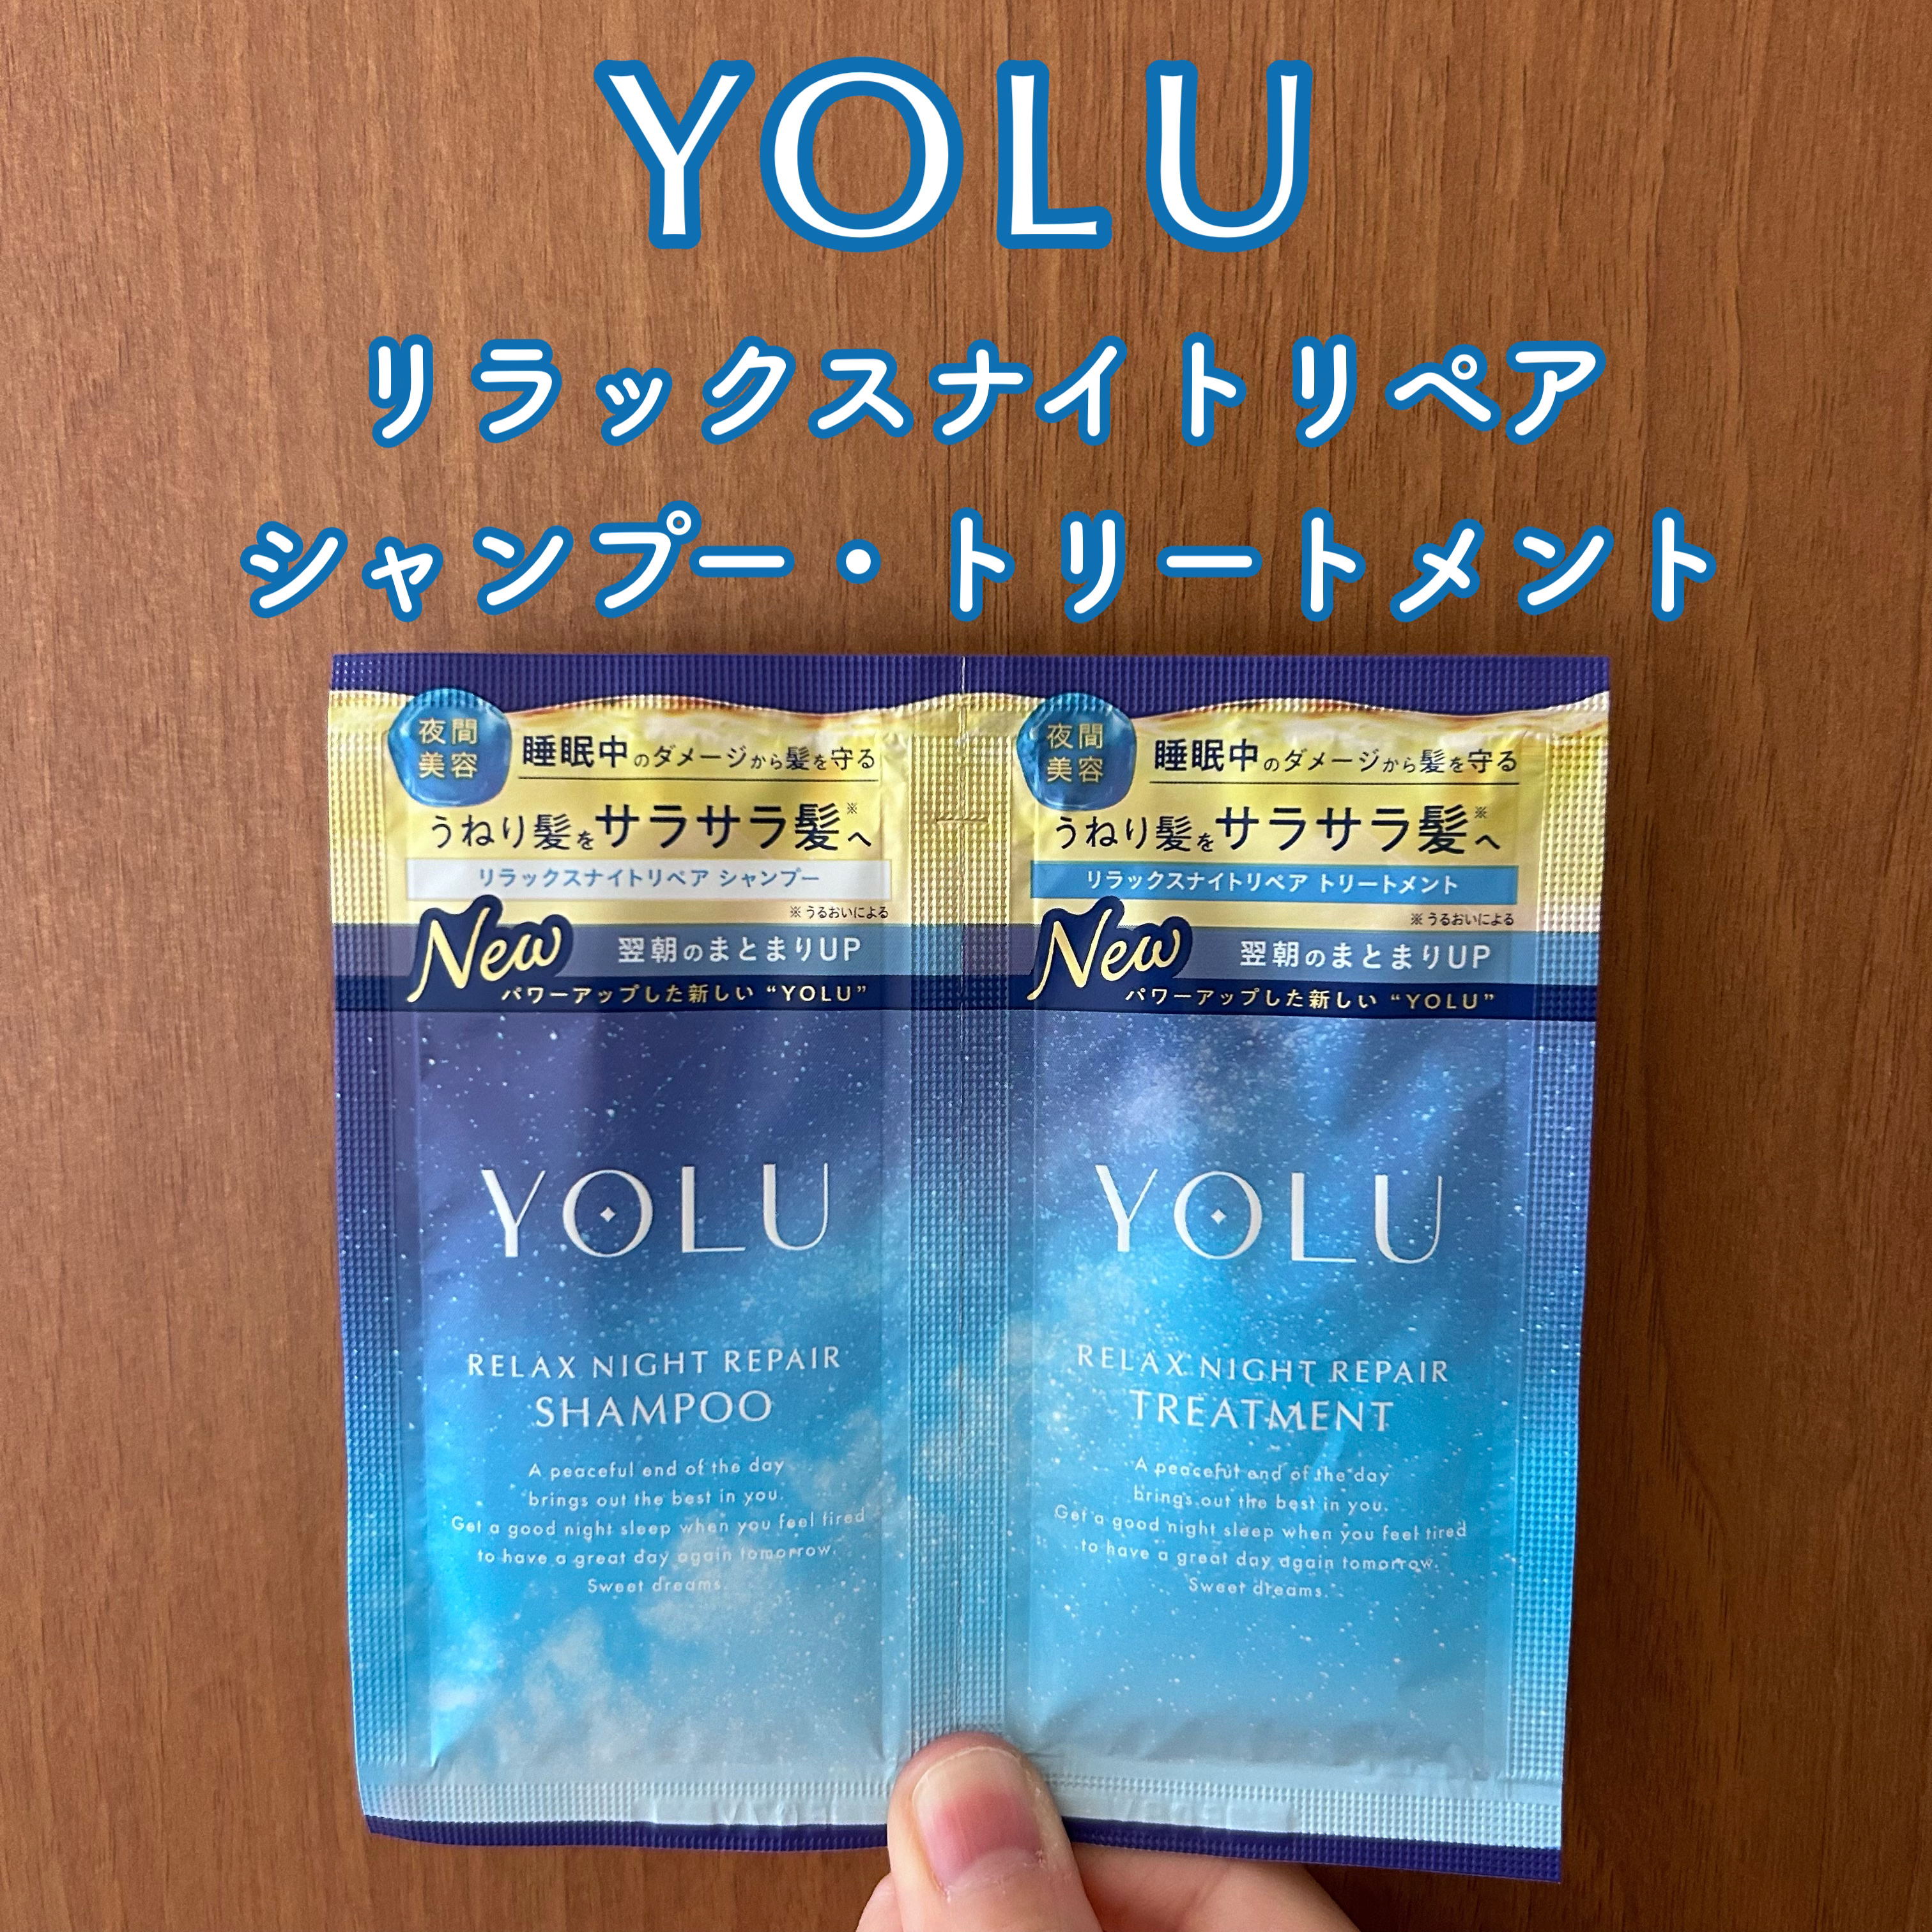 YOLU
リラックスナイトリペア
シャンプー・トリートメント
夜間
美容
睡眠中のダメージから髪を守る
うねり髪をサラサラ髪※へ
リラックスナイトリペア シャンプー
※うるおいによる
New 翌朝のまとまりUP
パワーアップした新しい“YOLU”
YOLU
RELAX NIGHT REPAIR
SHAMPOO
A peaceful end of the day
brings out the best in you.
Get a good night sleep when you feel tired
to have a great day again tomorrow.
Sweet dreams.
夜間
美容
睡眠中のダメージから髪を守る
うねり髪をサラサラ髪※へ
リラックスナイトリペア トリートメント
※うるおいによる
New 翌朝のまとまりUP
パワーアップした新しい“YOLU”
YOLU
RELAX NIGHT REPAIR
TREATMENT
A peaceful end of the day
brings out the best in you.
Get a good night sleep when you feel tired
to have a great day again tomorrow.
Sweet dreams.